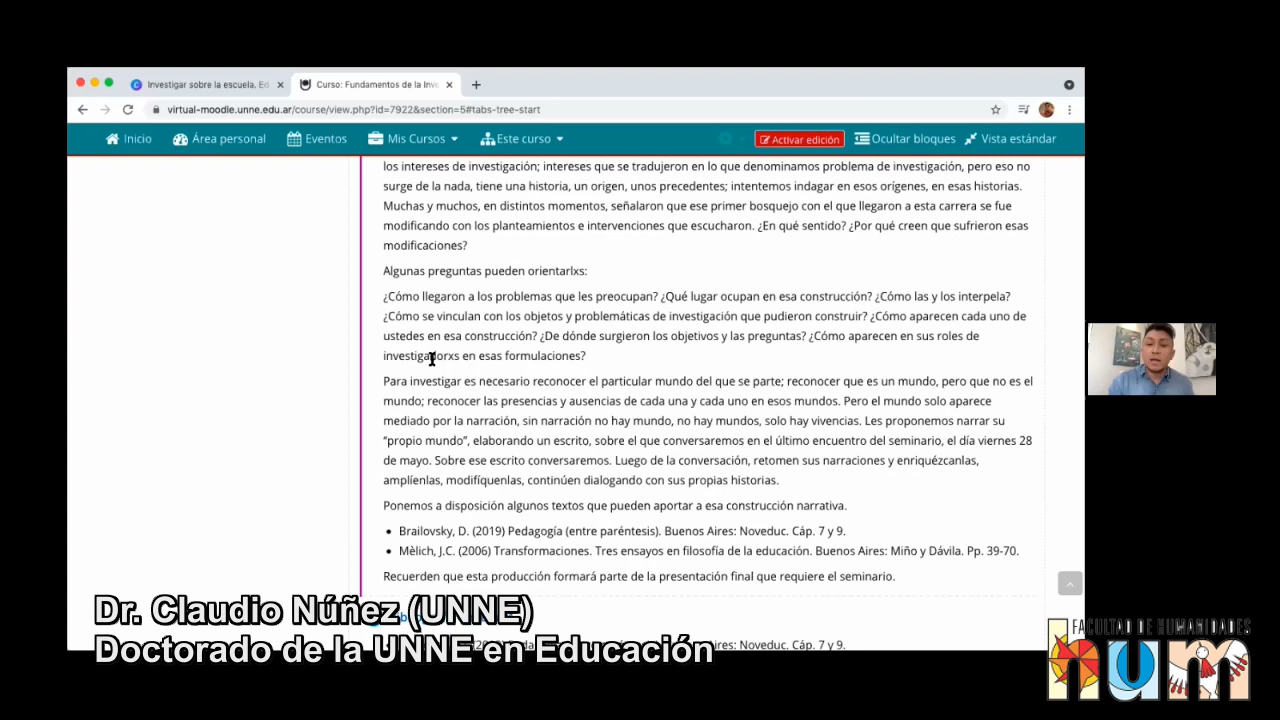 Investigar sobre la escuela, Ed
Curso: Fundamentos de la Inve
virtual-moodle.unne.edu.ar/course/view.php?id=7922&section=5#tabs-tree-start
Inicio Área personal Eventos Mis Cursos Este curso Activar edición Ocultar bloques Vista estándar
los intereses de investigación; intereses que se tradujeron en lo que denominamos problema de investigación, pero eso no
surge de la nada, tiene una historia, un origen, unos precedentes; intentemos indagar en esos orígenes, en esas historias.
Muchas y muchos, en distintos momentos, señalaron que ese primer bosquejo con el que llegaron a esta carrera se fue
modificando con los planteamientos e intervenciones que escucharon. ¿En qué sentido? ¿Por qué creen que sufrieron esas
modificaciones?
Algunas preguntas pueden orientarlxs:
¿Cómo llegaron a los problemas que les preocupan? ¿Qué lugar ocupan en esa construcción? ¿Cómo las y los interpela?
¿Cómo se vinculan con los objetos y problemáticas de investigación que pudieron construir? ¿Cómo aparecen cada uno de
ustedes en esa construcción? ¿De dónde surgieron los objetivos y las preguntas? ¿Cómo aparecen en sus roles de
investigadorxs en esas formulaciones?
Para investigar es necesario reconocer el particular mundo del que se parte; reconocer que es un mundo, pero que no es el
mundo; reconocer las presencias y ausencias de cada una y cada uno en esos mundos. Pero el mundo solo aparece
mediado por la narración, sin narración no hay mundo, no hay mundos, solo hay vivencias. Les proponemos narrar su
“propio mundo”, elaborando un escrito, sobre el que conversaremos en el último encuentro del seminario, el día viernes 28
de mayo. Sobre ese escrito conversaremos. Luego de la conversación, retomen sus narraciones y enriquézcanlas,
amplíenlas, modifíquenlas, continúen dialogando con sus propias historias.
Ponemos a disposición algunos textos que pueden aportar a esa construcción narrativa.
Brailovsky, D. (2019) Pedagogía (entre paréntesis). Buenos Aires: Noveduc. Cáp. 7 y 9.
Mèlich, J.C. (2006) Transformaciones. Tres ensayos en filosofía de la educación. Buenos Aires: Miño y Dávila. Pp. 39-70.
Recuerden que esta producción formará parte de la presentación final que requiere el seminario.
Aires: Noveduc. Cáp. 7 y 9.
Dr. Claudio Núñez (UNNE)
Doctorado de la UNNE en Educación
FACULTAD DE HUMANIDADES
hum